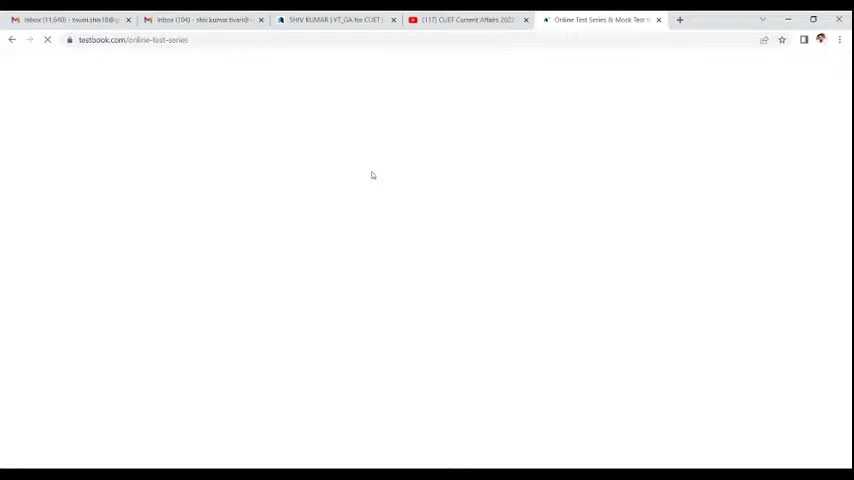 Inbox (11,640) - tiwari.shiv18@g
Inbox (104) - shiv.kumar.tiwari@
SHIV KUMAR | YT_GA for CUET
(117) CUET Current Affairs 2022
Online Test Series & Mock Test
testbook.com/online-test-series